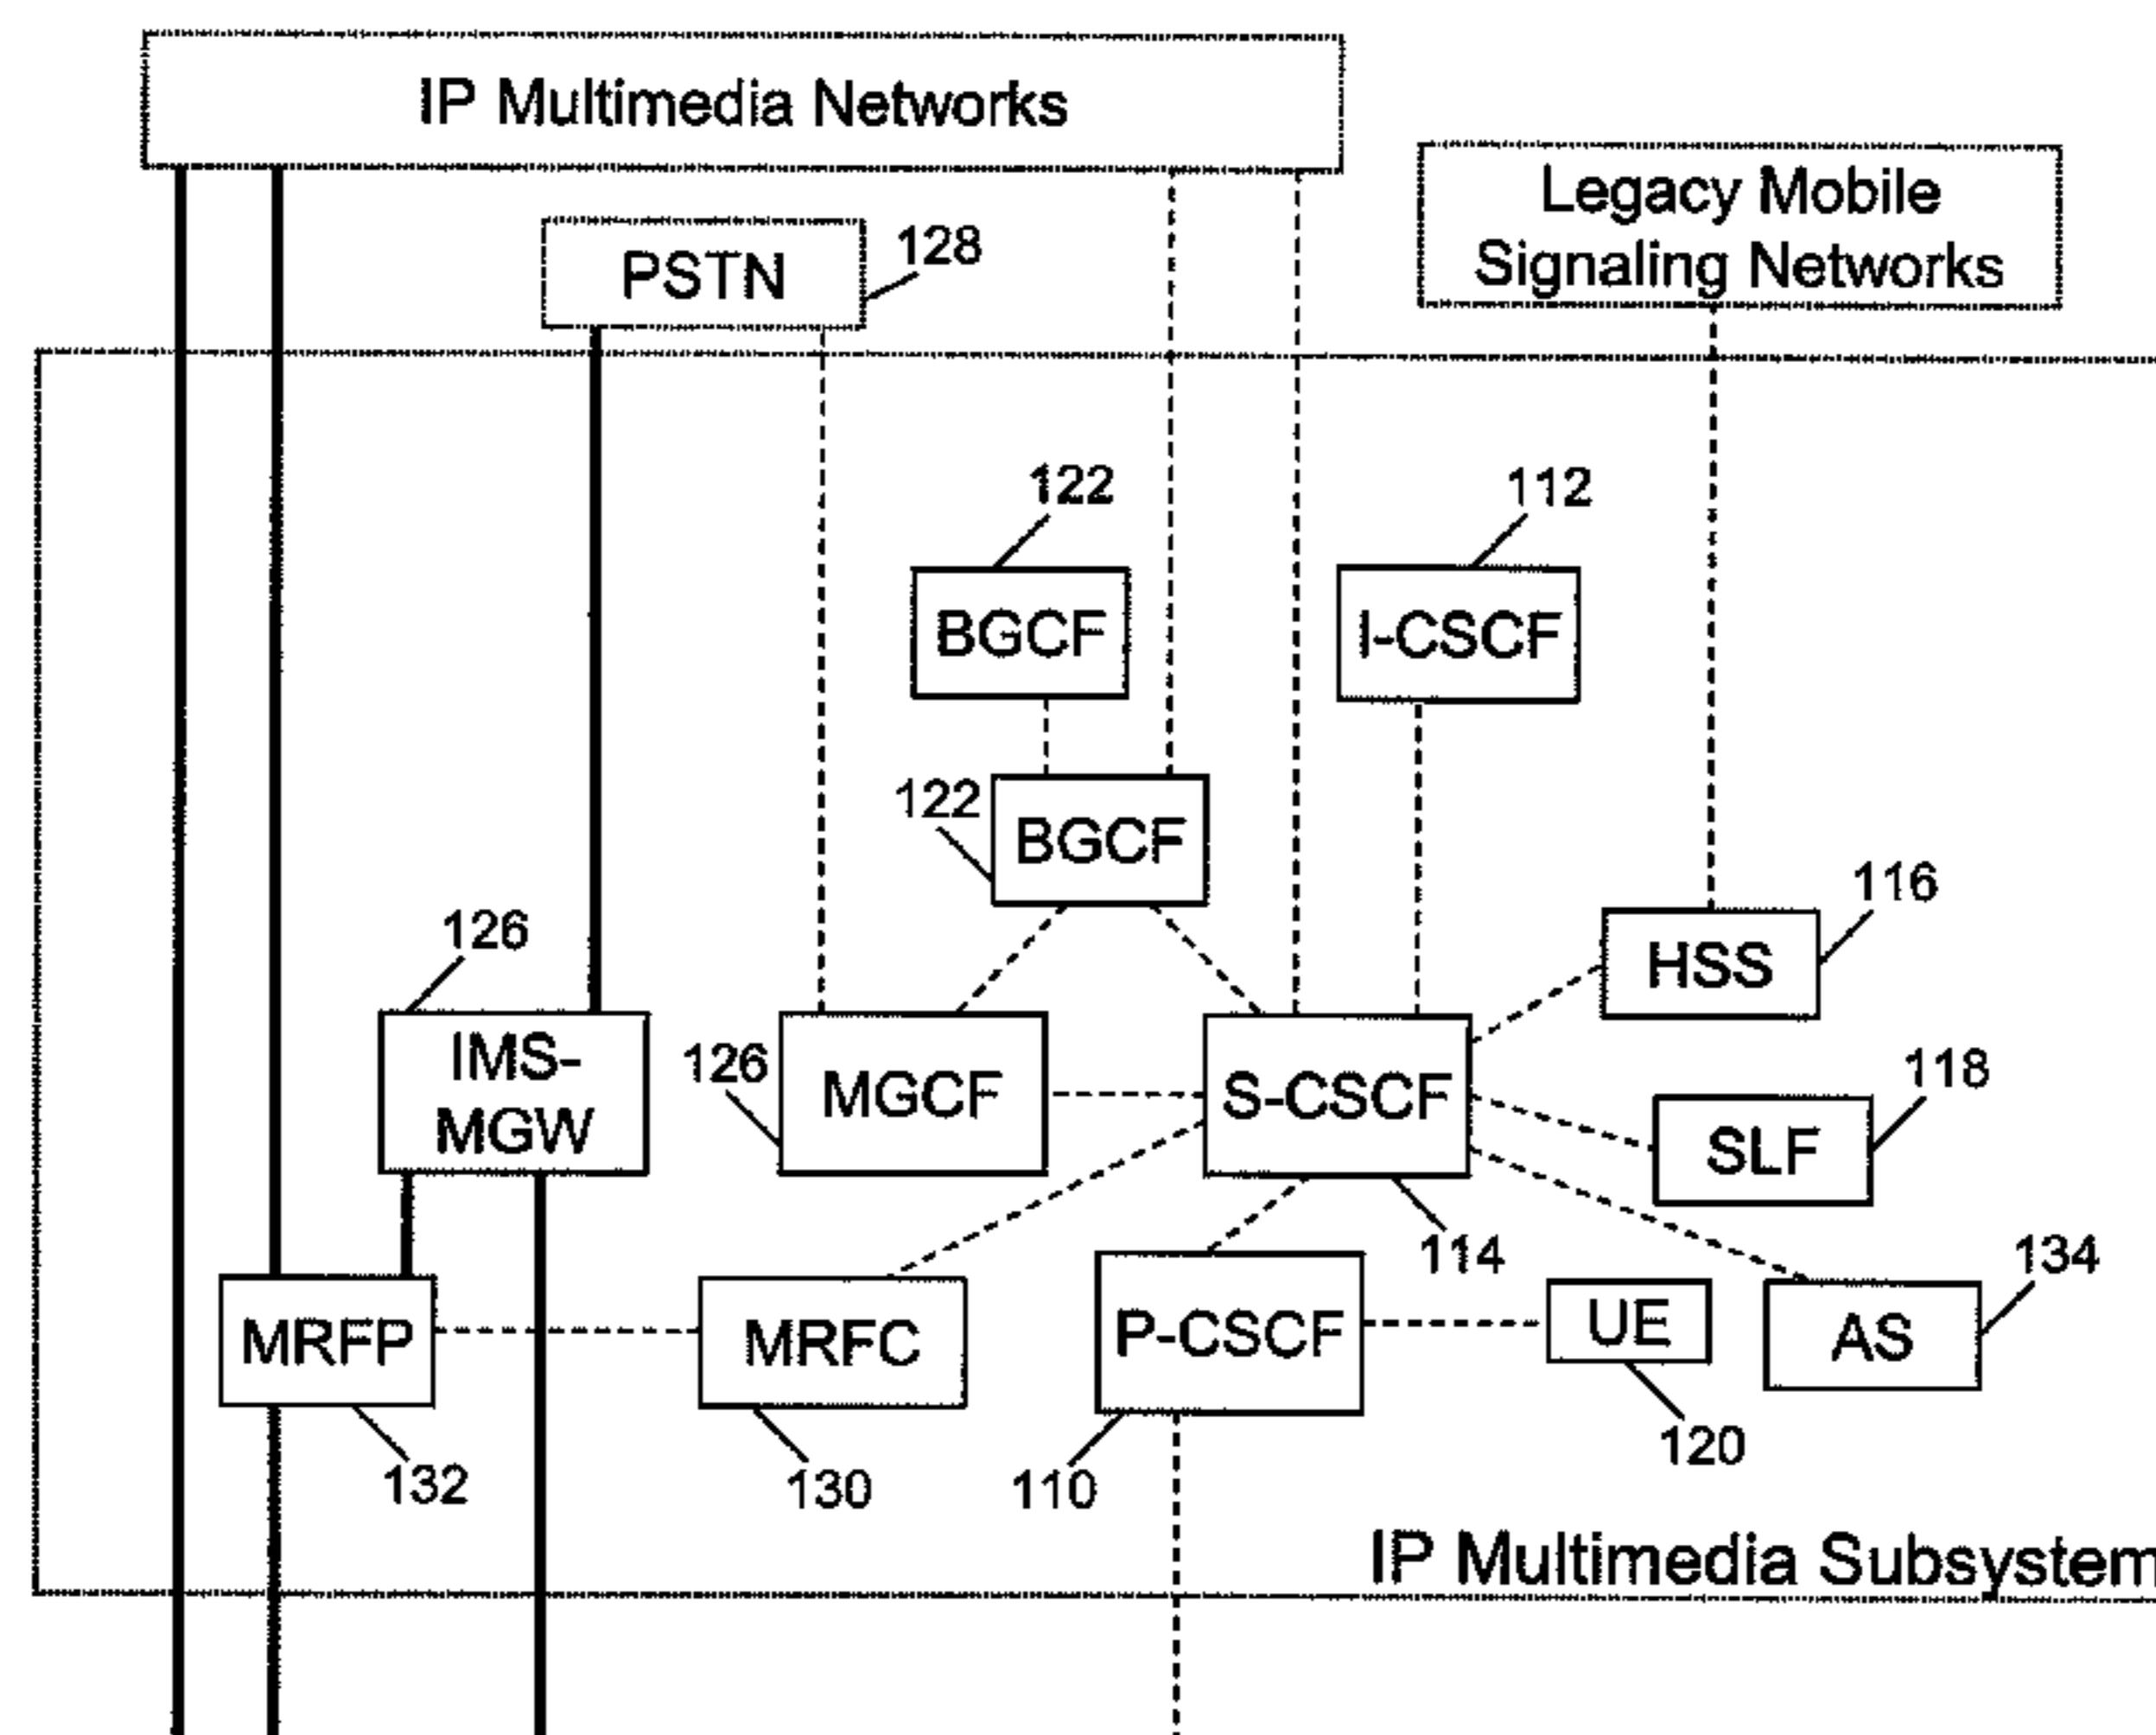 IP Multimedia Networks
Legacy Mobile
Signaling Networks
PSTN
128
122
112
BGCF
I-CSCF
122
BGCF
116
HSS
126
IMS-
MGW
126
MGCF
S-CSCF
118
SLF
114
134
MRFP
MRFC
P-CSCF
UE
AS
120
132
130
110
IP Multimedia Subsystem